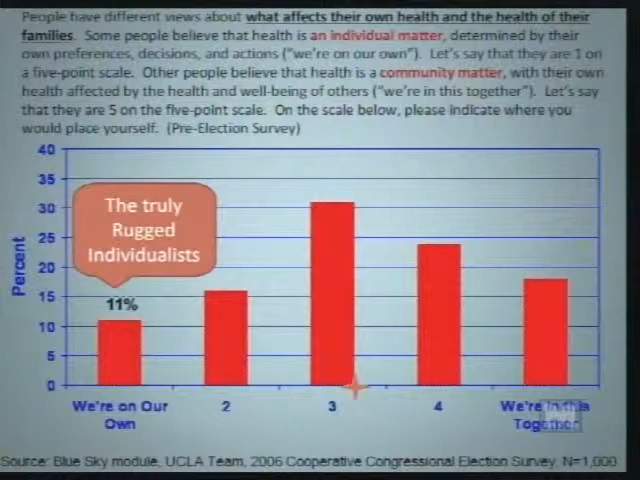 People have different views about what affects their own health and the health of their
families. Some people believe that health is an individual matter, determined by their
own preferences, decisions, and actions ("we're on our own"). Let's say that they are 1 on
a five-point scale. Other people believe that health is a community matter, with their own
health affected by the health and well-being of others ("we're in this together"). Let's say
that they are 5 on the five-point scale. On the scale below, please indicate where you
would place yourself. (Pre-Election Survey)
40
35
30
25
20
15
10
5
0
Percent
The truly
Rugged
Individualists
11%
We're on Our
Own
2
3
4
We're in this
Together
Source: Blue Sky module, UCLA Team, 2006 Cooperative Congressional Election Survey, N=1,000